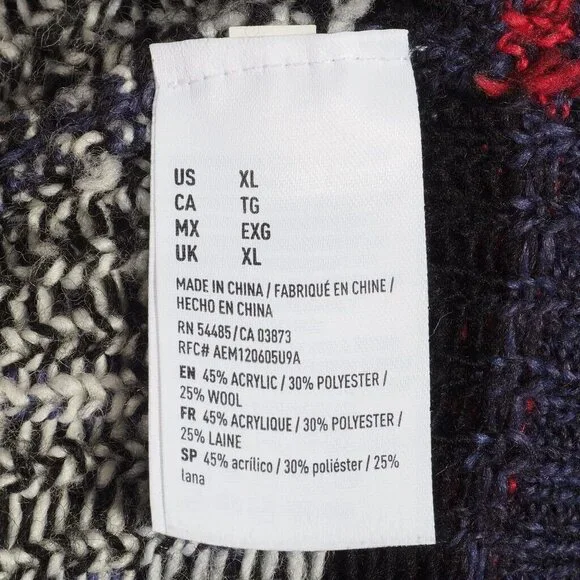 US XL
CA TG
MX EXG
UK XL
MADE IN CHINA / FABRIQUÉ EN CHINE /
HECHO EN CHINA
RN 54485 / CA 03873
RFC# AEM120605U9A
EN 45% ACRYLIC / 30% POLYESTER /
25% WOOL
FR 45% ACRYLIQUE / 30% POLYESTER /
25% LAINE
SP 45% acrílico / 30% poliéster / 25%
lana